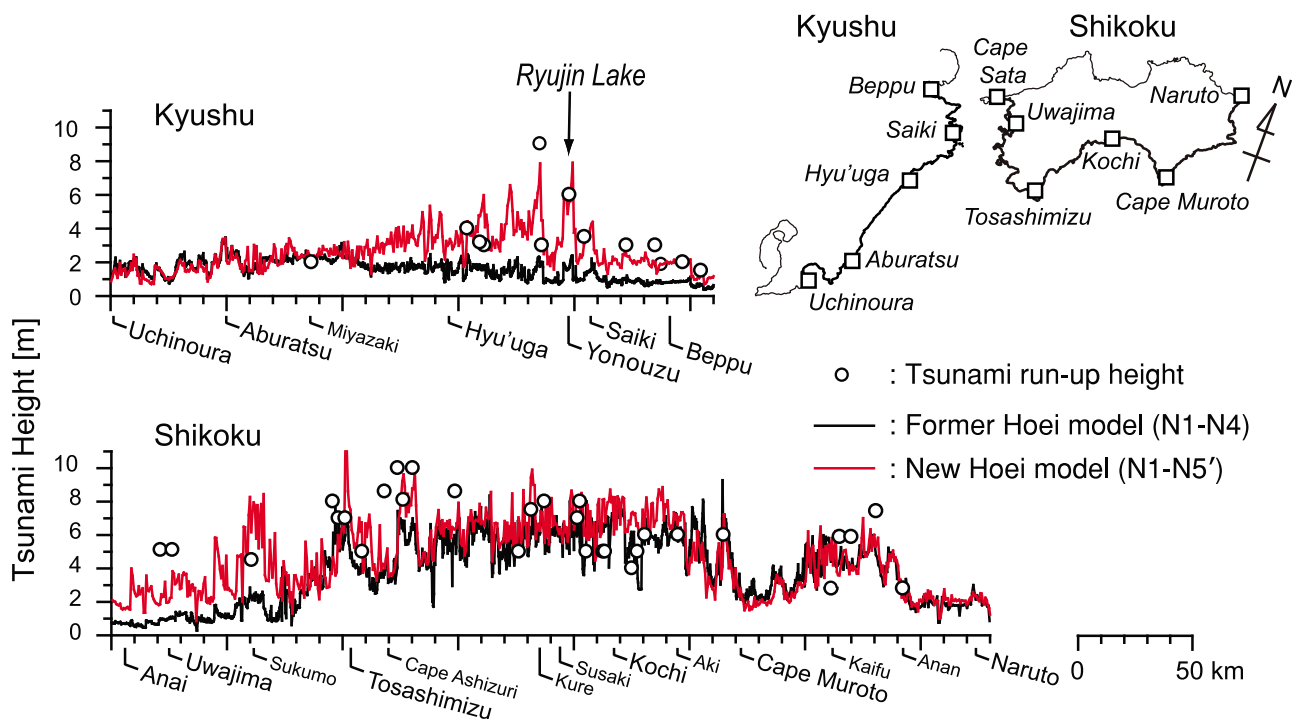 Kyushu
Shikoku
Cape
Sata
Beppu
Saiki
Hyu'uga
Aburatsu
Uchinoura
Uwajima
Tosashimizu
Kochi
Cape Muroto
Naruto
N
Kyushu
Ryujin Lake
10
8
6
4
2
0
Uchinoura
Aburatsu
Miyazaki
Hyu'uga
Yonouzu
Saiki
Beppu
Tsunami Height [m]
: Tsunami run-up height
: Former Hoei model (N1-N4)
: New Hoei model (N1-N5′)
Shikoku
10
8
6
4
2
0
Anai
Uwajima
Sukumo
Tosashimizu
Cape Ashizuri
Kure
Susaki
Kochi
Aki
Cape Muroto
Kaifu
Anan
Naruto
0 50 km